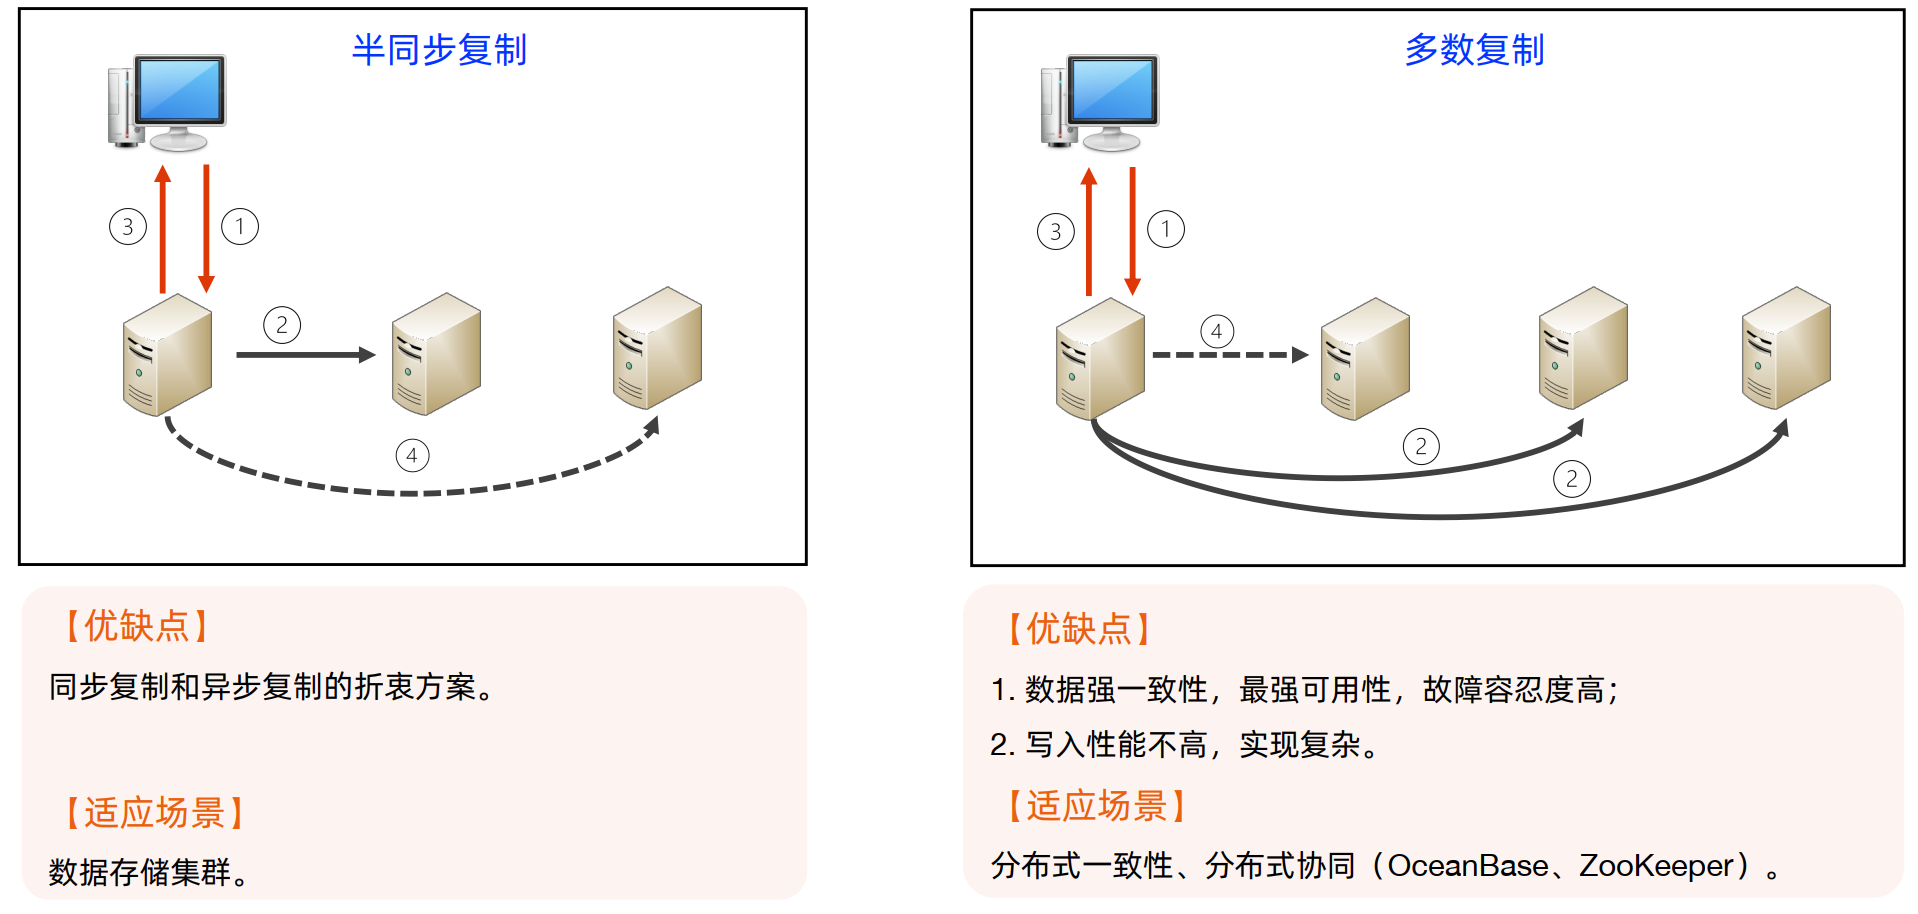 半同步复制
③
①
②
④
【优缺点】
同步复制和异步复制的折衷方案。
【适应场景】
数据存储集群。
多数复制
③
①
④
②
②
【优缺点】
1. 数据强一致性，最强可用性，故障容忍度高；
2. 写入性能不高，实现复杂。
【适应场景】
分布式一致性、分布式协同（OceanBase、ZooKeeper）。